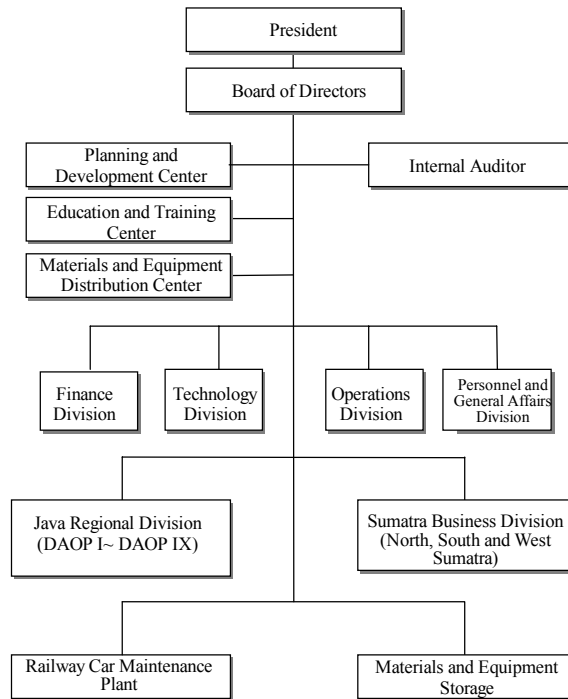 President
Board of Directors
Planning and
Development Center
Internal Auditor
Education and Training
Center
Materials and Equipment
Distribution Center
Finance
Division
Technology
Division
Operations
Division
Personnel and
General Affairs
Division
Java Regional Division
(DAOP I~ DAOP IX)
Sumatra Business Division
(North, South and West
Sumatra)
Railway Car Maintenance
Plant
Materials and Equipment
Storage